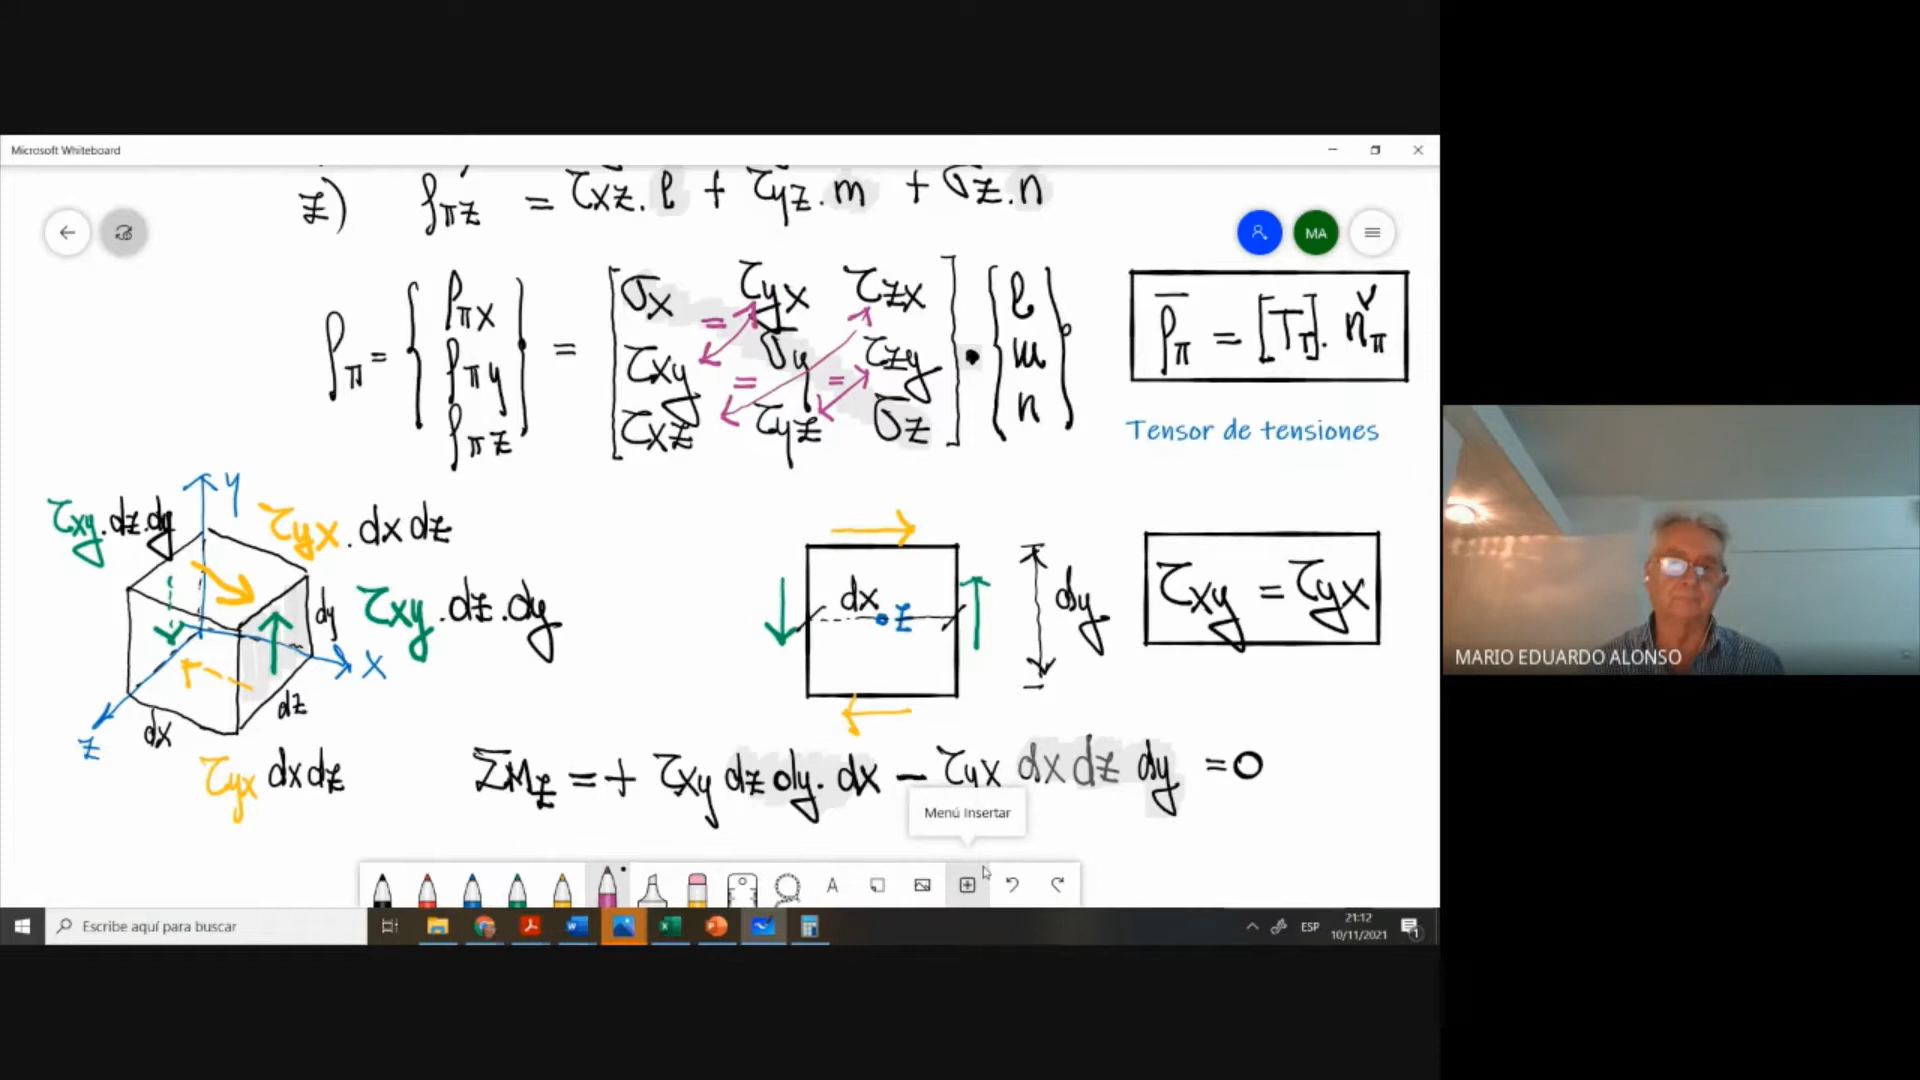 Microsoft Whiteboard
z) ρπz = τxz . l + τyz . m + σz . n
MA
ρπ = { ρπx ρπy ρπz } = [ σx τyx τzx
τxy σy τzy
τxz τyz σz ] · { l m n }
= = =
ρ̄π = [Tτ] . ňπ
Tensor de tensiones
Y
τxy . dz . dy
τyx . dx dz
τxy . dz . dy
dy
X
dz
dx
z
τyx dx dz
dx
z
dy
τxy = τyx
ΣMz = + τxy dz dy . dx − τyx dx dz dy = 0
Menú Insertar
A
Escribe aquí para buscar
ESP
21:12
10/11/2021
1
MARIO EDUARDO ALONSO